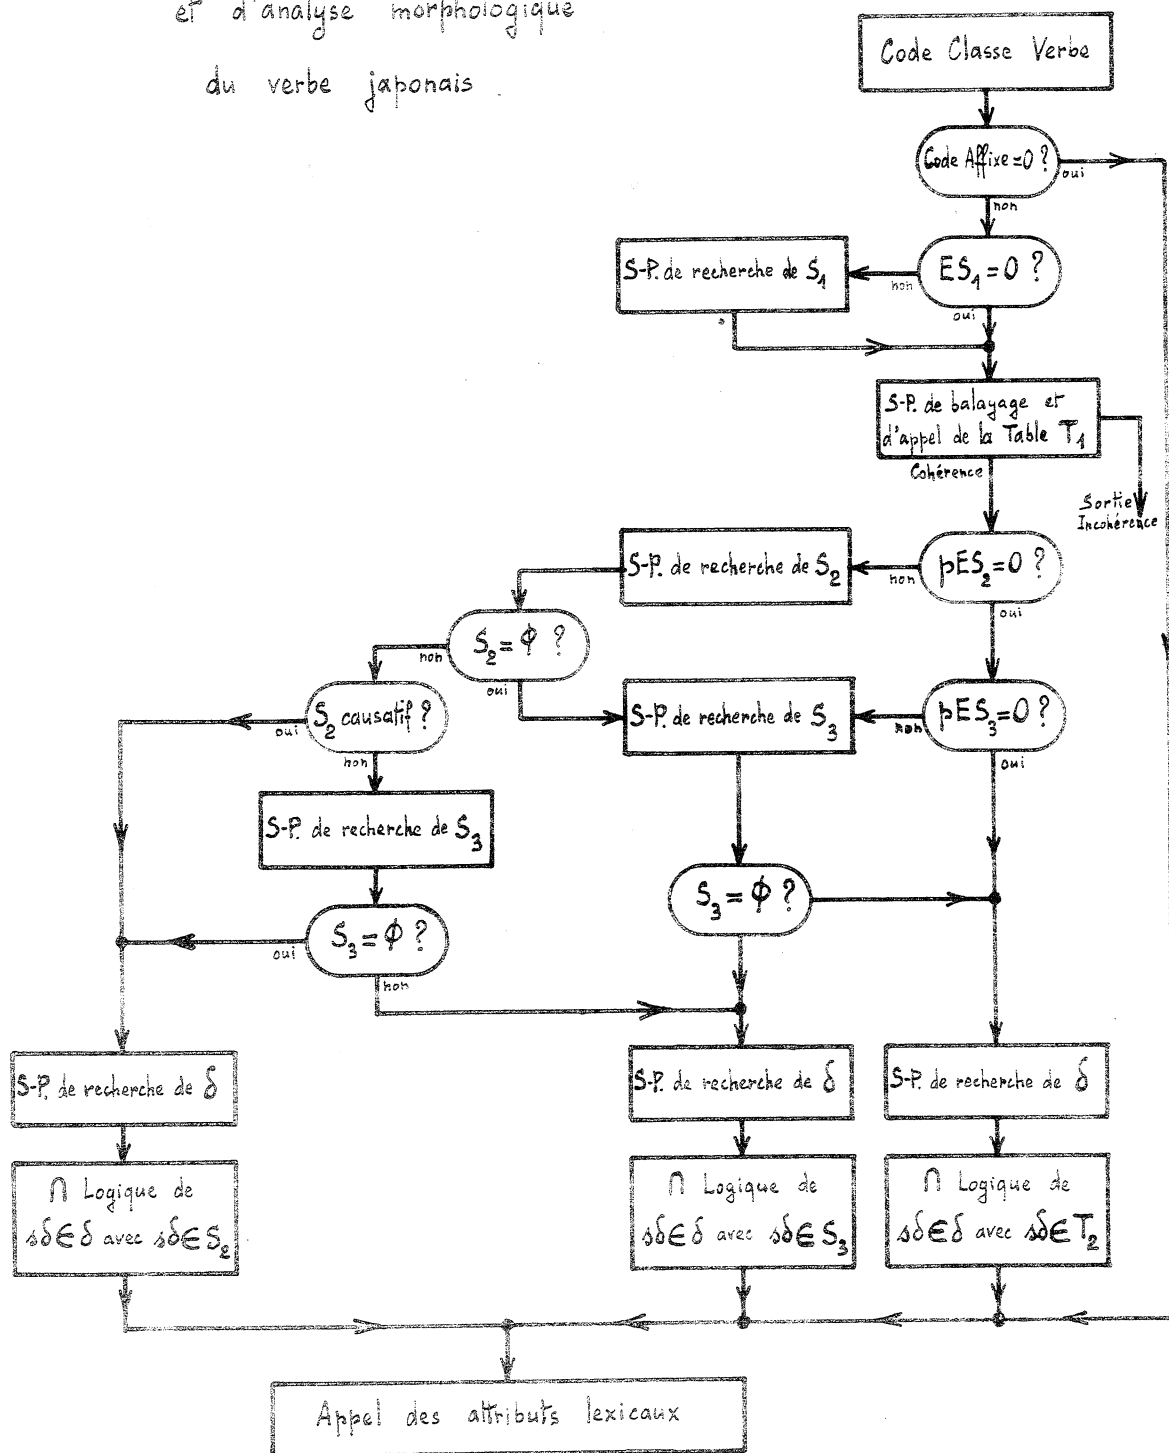 et d'analyse morphologique
du verbe japonais
Code Classe Verbe
Code Affixe=0 ?
oui
non
S-P. de recherche de S₁
ES₁=0 ?
non
oui
S-P. de balayage et
d'appel de la Table T₁
Cohérence
Sortie
Incohérence
S-P. de recherche de S₂
pES₂=0 ?
non
oui
S₂=Φ ?
non
oui
S₂ causatif ?
oui
non
S-P. de recherche de S₃
pES₃=0 ?
non
oui
S-P. de recherche de S₃
S₃=Φ ?
S₃=Φ ?
oui
non
S-P. de recherche de δ
S-P. de recherche de δ
S-P. de recherche de δ
∩ Logique de
sδ∈δ avec sδ∈S₂
∩ Logique de
sδ∈δ avec sδ∈S₃
∩ Logique de
sδ∈δ avec sδ∈T₂
Appel des attributs lexicaux